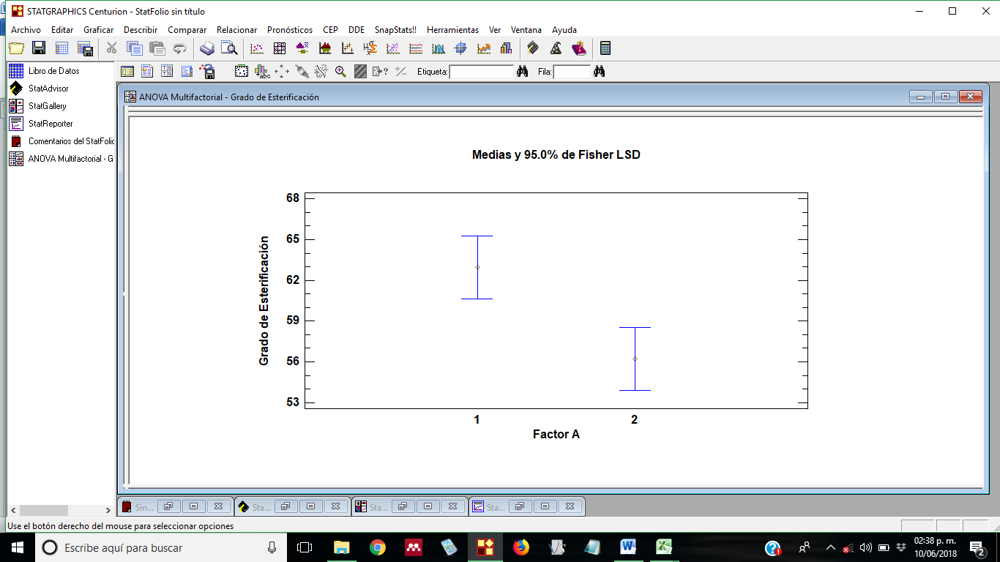 STATGRAPHICS Centurion - StatFolio sin título
Archivo Editar Graficar Describir Comparar Relacionar Pronósticos CEP DDE SnapStats!! Herramientas Ver Ventana Ayuda
Etiqueta: Fila:
Libro de Datos
StatAdvisor
StatGallery
StatReporter
Comentarios del StatFolio
ANOVA Multifactorial - G
ANOVA Multifactorial - Grado de Esterificación
Medias y 95.0% de Fisher LSD
68
65
62
59
56
53
Grado de Esterificación
1 2
Factor A
Sin... Sta... Sta... Sta...
Use el botón derecho del mouse para seleccionar opciones
Escribe aquí para buscar
02:38 p. m.
10/06/2018
2